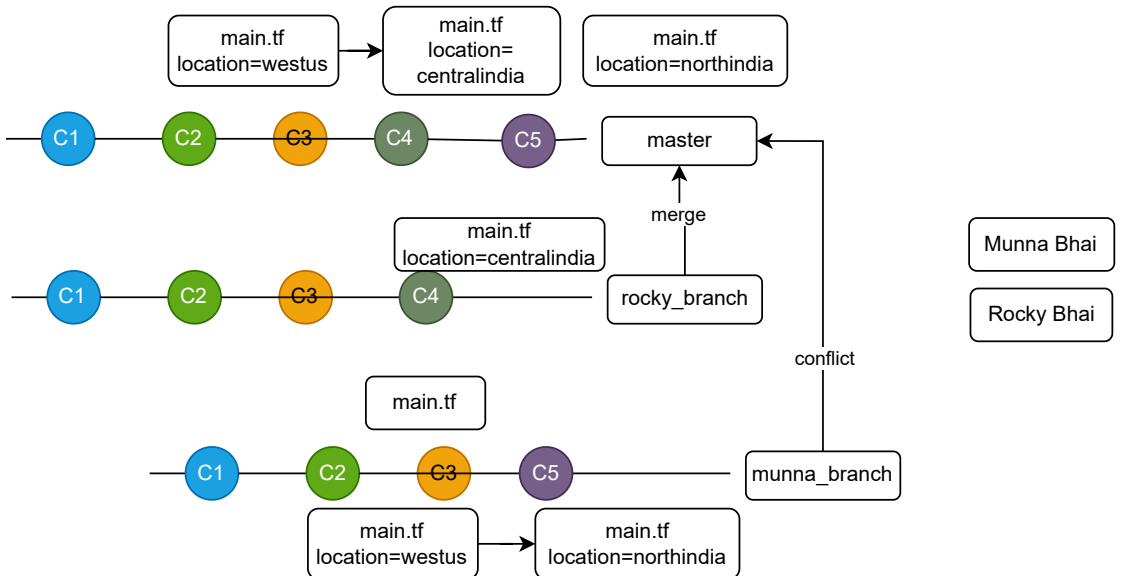 main.tf
location=westus
main.tf
location=
centralindia
main.tf
location=northindia
C1
C2
C3
C4
C5
master
merge
main.tf
location=centralindia
Munna Bhai
C1
C2
C3
C4
rocky_branch
Rocky Bhai
conflict
main.tf
C1
C2
C3
C5
munna_branch
main.tf
location=westus
main.tf
location=northindia